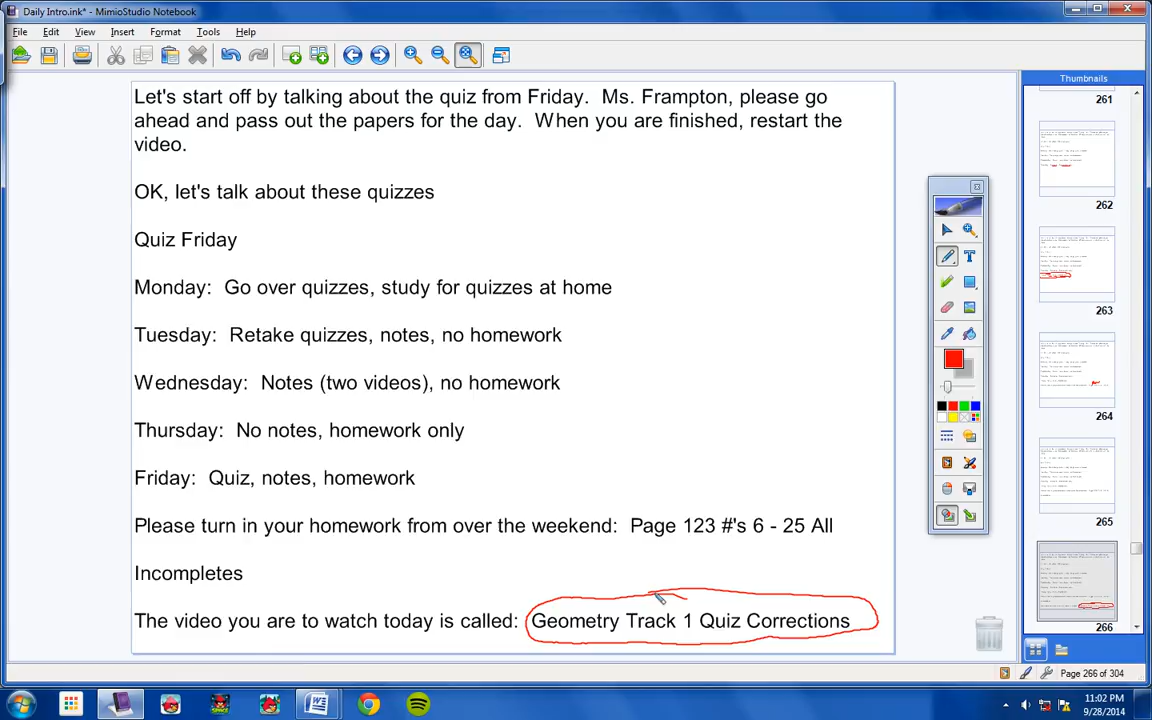 Daily Intro.ink* - MimioStudio Notebook
File Edit View Insert Format Tools Help
Let's start off by talking about the quiz from Friday. Ms. Frampton, please go
ahead and pass out the papers for the day. When you are finished, restart the
video.
OK, let's talk about these quizzes
Quiz Friday
Monday: Go over quizzes, study for quizzes at home
Tuesday: Retake quizzes, notes, no homework
Wednesday: Notes (two videos), no homework
Thursday: No notes, homework only
Friday: Quiz, notes, homework
Please turn in your homework from over the weekend: Page 123 #'s 6 - 25 All
Incompletes
The video you are to watch today is called: Geometry Track 1 Quiz Corrections
Thumbnails
261
262
263
264
265
266
Page 266 of 304
11:02 PM
9/28/2014